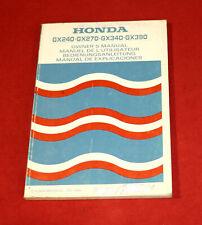 HONDA
GX240·GX270·GX340·GX390
OWNER'S MANUAL
MANUEL DE L'UTILISATEUR
BEDIENUNGSANLEITUNG
MANUAL DE EXPLICACIONES